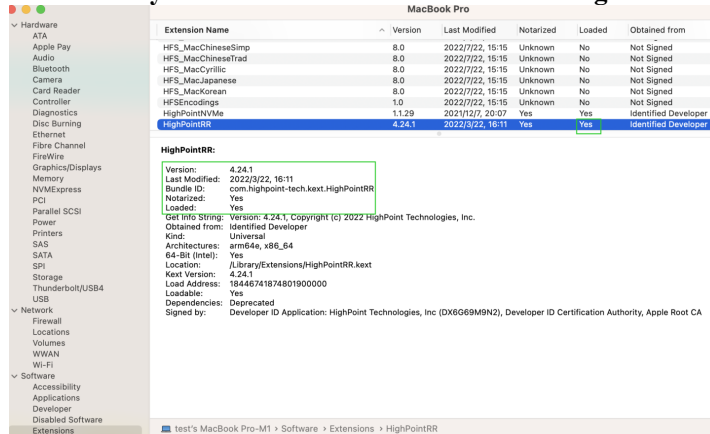 MacBook Pro
Hardware
ATA
Apple Pay
Audio
Bluetooth
Camera
Card Reader
Controller
Diagnostics
Disc Burning
Ethernet
Fibre Channel
FireWire
Graphics/Displays
Memory
NVMExpress
PCI
Parallel SCSI
Power
Printers
SAS
SATA
SPI
Storage
Thunderbolt/USB4
USB
Network
Firewall
Locations
Volumes
WWAN
Wi-Fi
Software
Accessibility
Applications
Developer
Disabled Software
Extensions
Extension Name Version Last Modified Notarized Loaded Obtained from
HFS_MacChineseSimp 8.0 2022/7/22, 15:15 Unknown No Not Signed
HFS_MacChineseTrad 8.0 2022/7/22, 15:15 Unknown No Not Signed
HFS_MacCyrillic 8.0 2022/7/22, 15:15 Unknown No Not Signed
HFS_MacJapanese 8.0 2022/7/22, 15:15 Unknown No Not Signed
HFS_MacKorean 8.0 2022/7/22, 15:15 Unknown No Not Signed
HFSEncodings 1.0 2022/7/22, 15:15 Unknown No Not Signed
HighPointNVMe 1.1.29 2021/12/7, 20:07 Yes Yes Identified Developer
HighPointRR 4.24.1 2022/3/22, 16:11 Yes Yes Identified Developer
HighPointRR:
Version: 4.24.1
Last Modified: 2022/3/22, 16:11
Bundle ID: com.highpoint-tech.kext.HighPointRR
Notarized: Yes
Loaded: Yes
Get Info String: Version: 4.24.1, Copyright (c) 2022 HighPoint Technologies, Inc.
Obtained from: Identified Developer
Kind: Universal
Architectures: arm64e, x86_64
64-Bit (Intel): Yes
Location: /Library/Extensions/HighPointRR.kext
Kext Version: 4.24.1
Load Address: 18446741874801900000
Loadable: Yes
Dependencies: Deprecated
Signed by: Developer ID Application: HighPoint Technologies, Inc (DX6G69M9N2), Developer ID Certification Authority, Apple Root CA
test's MacBook Pro-M1 › Software › Extensions › HighPointRR